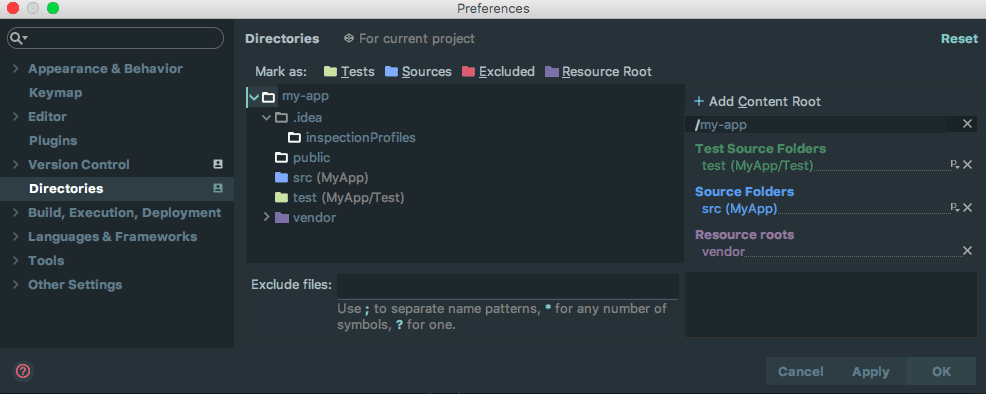 Preferences
Directories
For current project
Reset
Appearance & Behavior
Keymap
Editor
Plugins
Version Control
Directories
Build, Execution, Deployment
Languages & Frameworks
Tools
Other Settings
Mark as: Tests Sources Excluded Resource Root
my-app
.idea
inspectionProfiles
public
src (MyApp)
test (MyApp/Test)
vendor
Exclude files:
Use ; to separate name patterns, * for any number of
symbols, ? for one.
+ Add Content Root
/my-app
Test Source Folders
test (MyApp/Test)
Source Folders
src (MyApp)
Resource roots
vendor
?
Cancel
Apply
OK